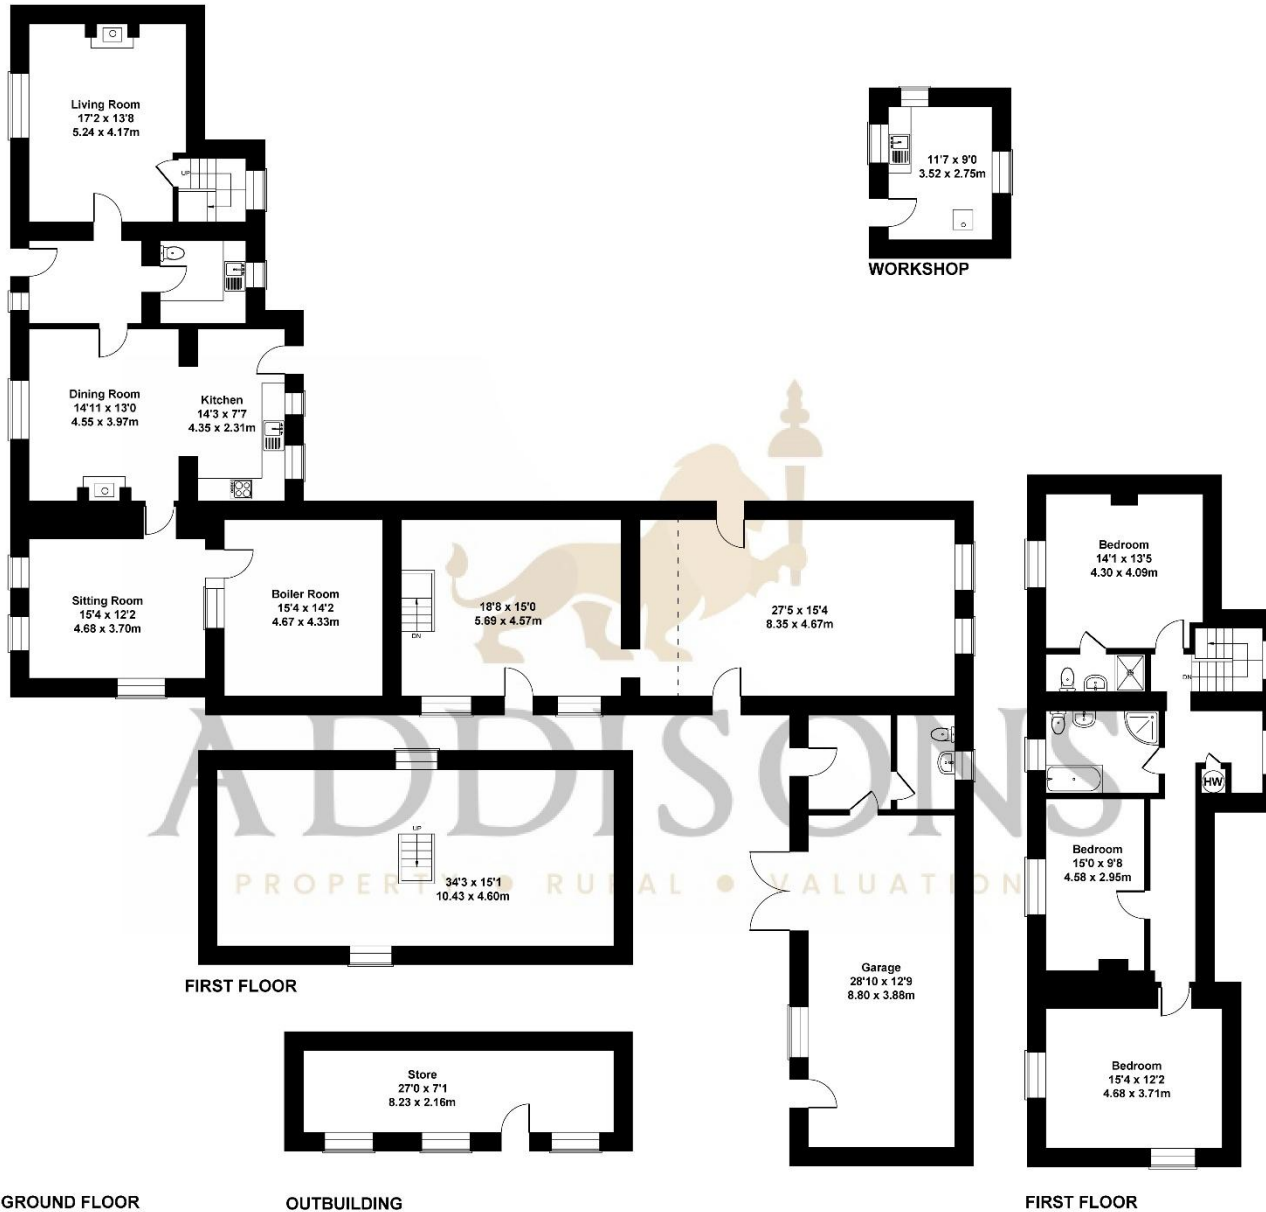 Living Room
17'2 x 13'8
5.24 x 4.17m
UP
11'7 x 9'0
3.52 x 2.75m
WORKSHOP
Dining Room
14'11 x 13'0
4.55 x 3.97m
Kitchen
14'3 x 7'7
4.35 x 2.31m
Sitting Room
15'4 x 12'2
4.68 x 3.70m
Boiler Room
15'4 x 14'2
4.67 x 4.33m
18'8 x 15'0
5.69 x 4.57m
DN
27'5 x 15'4
8.35 x 4.67m
Bedroom
14'1 x 13'5
4.30 x 4.09m
DN
ADDISONS
PROPERTY • RURAL • VALUATION
HW
UP
34'3 x 15'1
10.43 x 4.60m
FIRST FLOOR
Bedroom
15'0 x 9'8
4.58 x 2.95m
Garage
28'10 x 12'9
8.80 x 3.88m
Store
27'0 x 7'1
8.23 x 2.16m
Bedroom
15'4 x 12'2
4.68 x 3.71m
GROUND FLOOR
OUTBUILDING
FIRST FLOOR